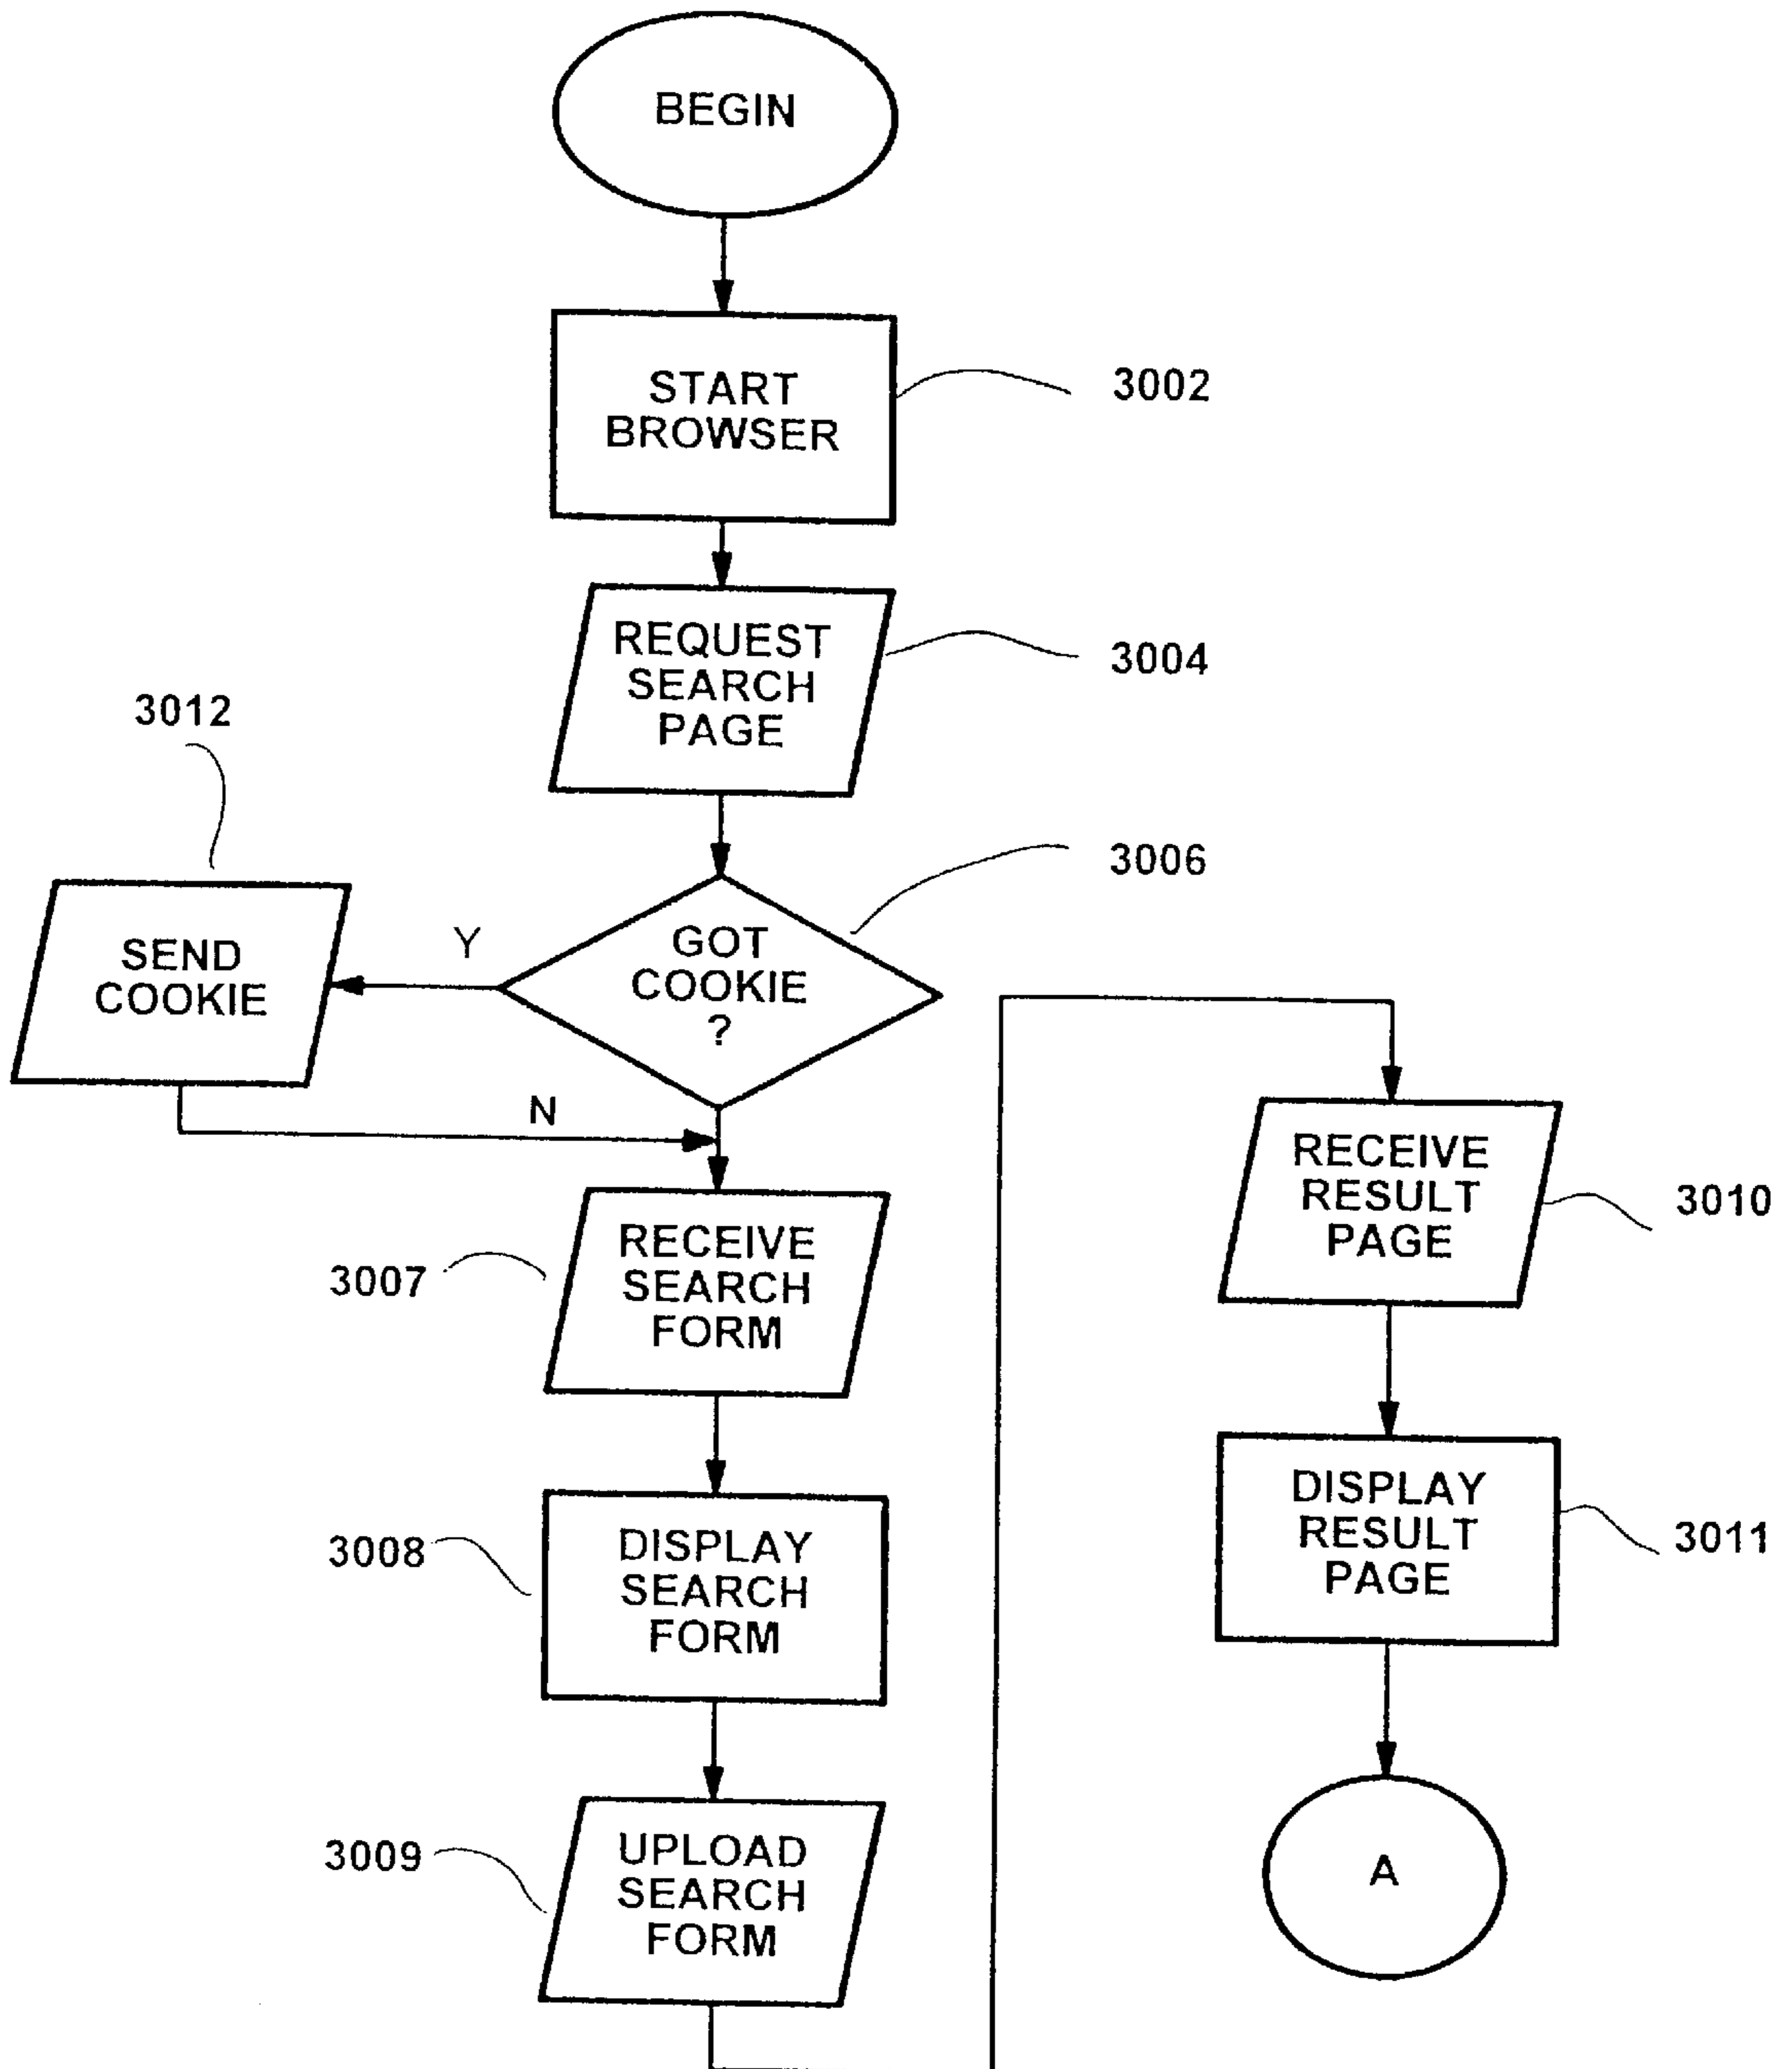 BEGIN
START
BROWSER
3002
REQUEST
SEARCH
PAGE
3004
3012
3006
SEND
COOKIE
Y
GOT
COOKIE
?
N
RECEIVE
SEARCH
FORM
3007
DISPLAY
SEARCH
FORM
3008
UPLOAD
SEARCH
FORM
3009
RECEIVE
RESULT
PAGE
3010
DISPLAY
RESULT
PAGE
3011
A